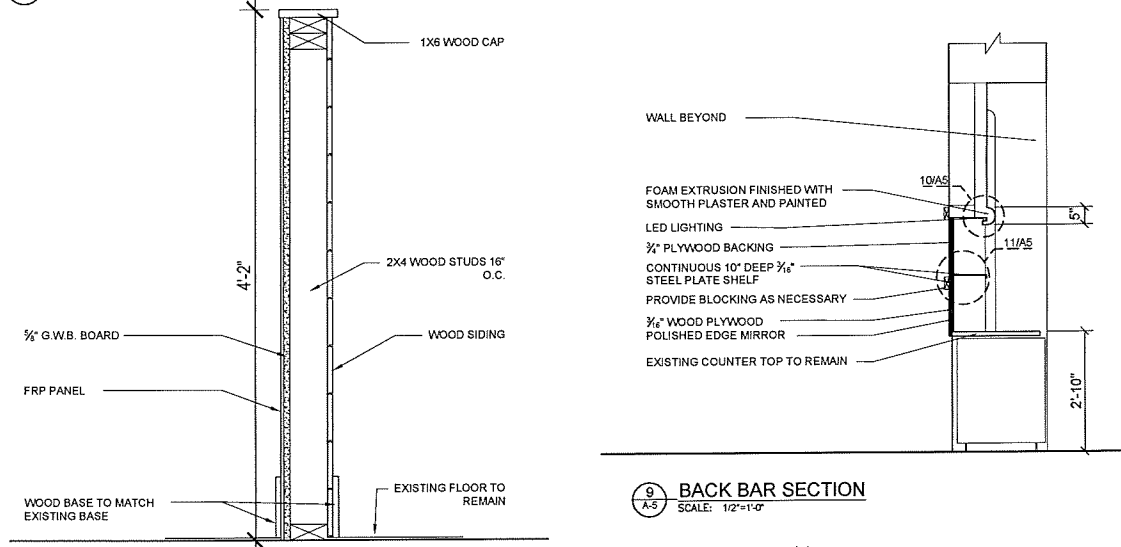 1X6 WOOD CAP
4'-2"
2X4 WOOD STUDS 16"
O.C.
⅝" G.W.B. BOARD
WOOD SIDING
FRP PANEL
WOOD BASE TO MATCH
EXISTING BASE
EXISTING FLOOR TO
REMAIN
WALL BEYOND
10/A5
FOAM EXTRUSION FINISHED WITH
SMOOTH PLASTER AND PAINTED
5"
LED LIGHTING
11/A5
¾" PLYWOOD BACKING
CONTINUOUS 10" DEEP 3/16"
STEEL PLATE SHELF
PROVIDE BLOCKING AS NECESSARY
3/16" WOOD PLYWOOD
POLISHED EDGE MIRROR
EXISTING COUNTER TOP TO REMAIN
2'-10"
9
A-5
BACK BAR SECTION
SCALE: 1/2"=1'-0"